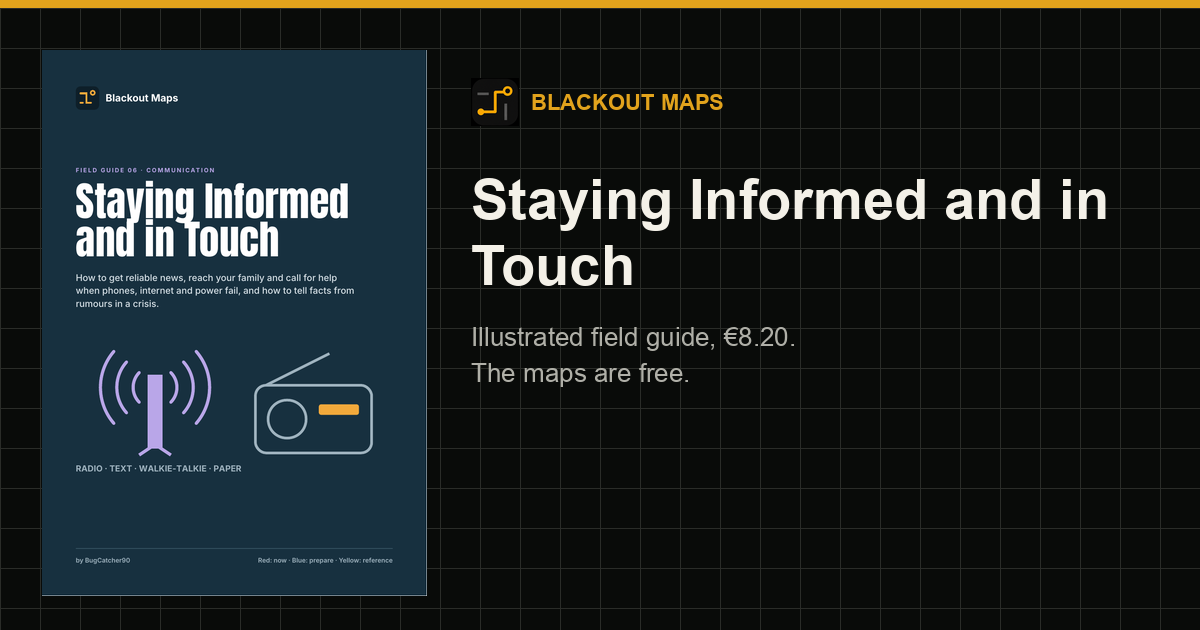 Blackout Maps
FIELD GUIDE 06 · COMMUNICATION
Staying Informed
and in Touch
How to get reliable news, reach your family and call for help
when phones, internet and power fail, and how to tell facts from
rumours in a crisis.
RADIO · TEXT · WALKIE-TALKIE · PAPER
by BugCatcher90
Red: now · Blue: prepare · Yellow: reference
BLACKOUT MAPS
Staying Informed and in
Touch
Illustrated field guide, €8.20.
The maps are free.